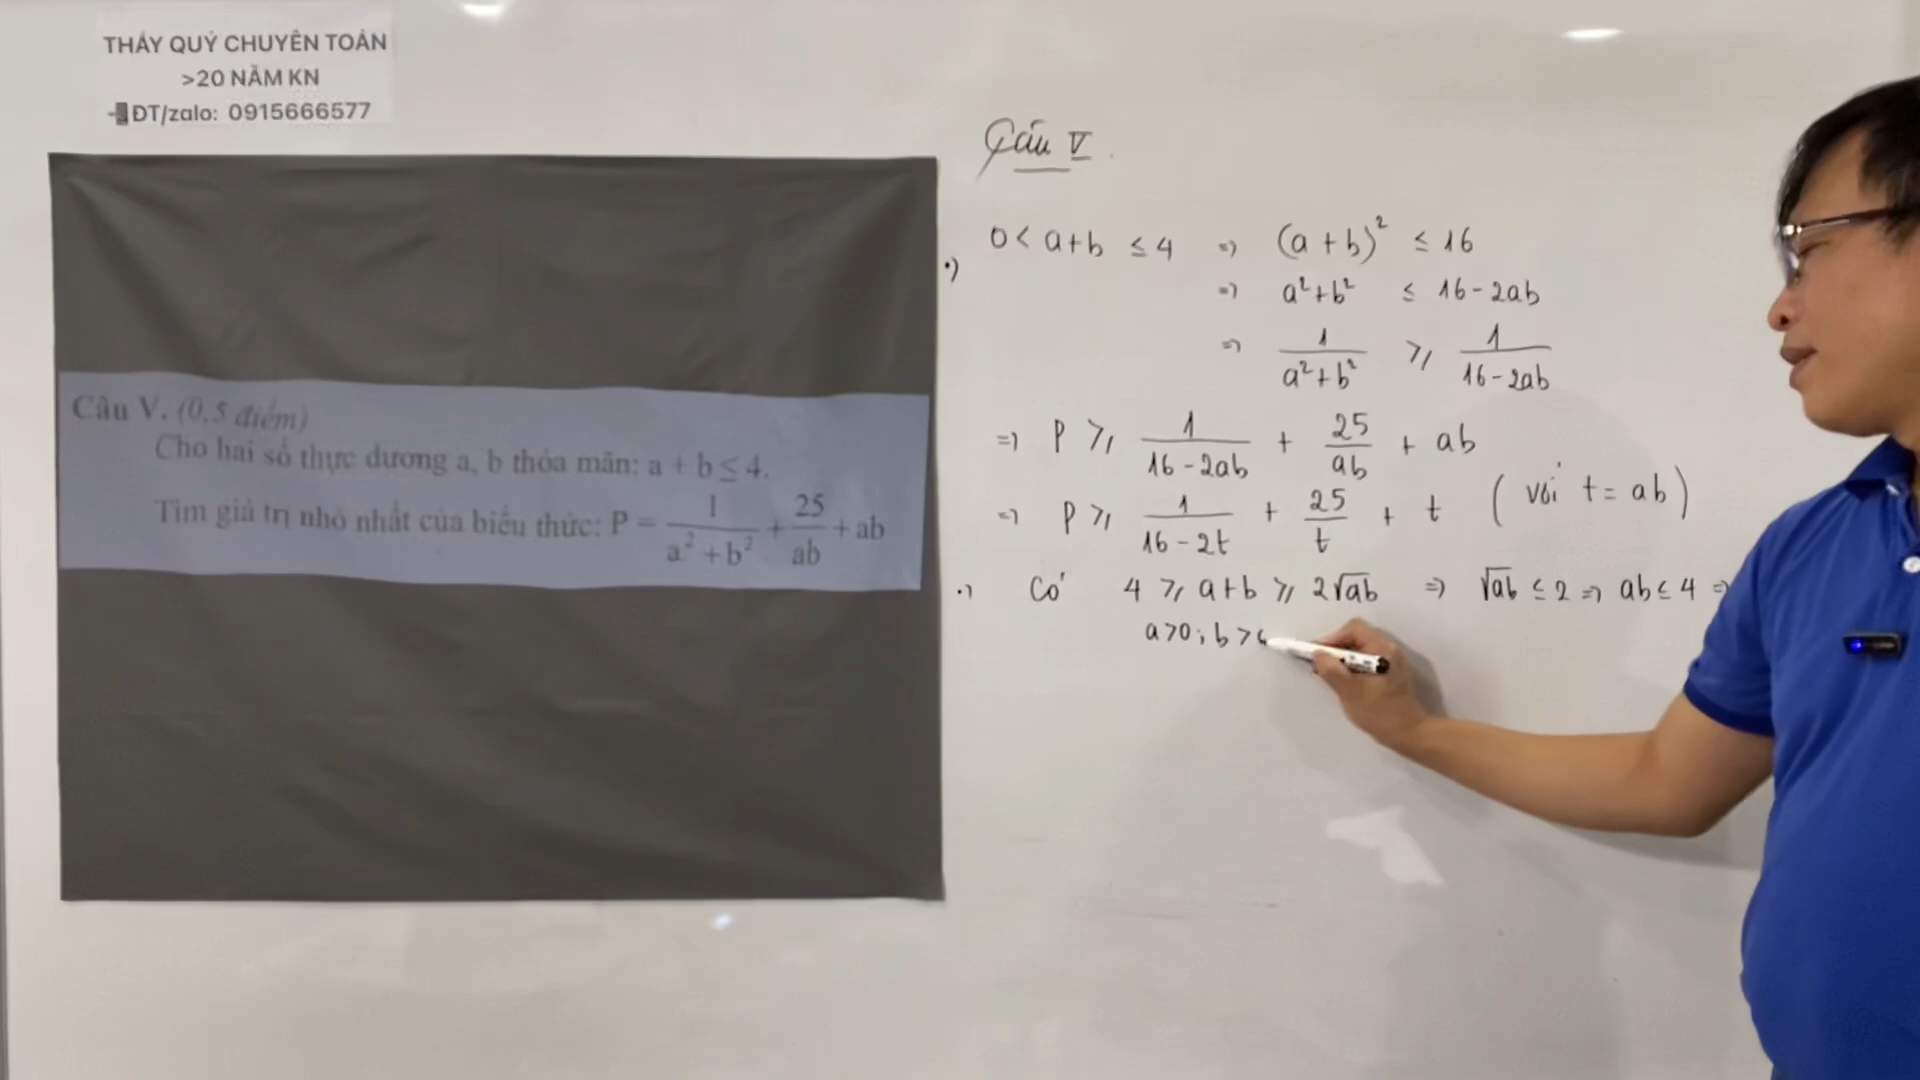 THẦY QUÝ CHUYÊN TOÁN
>20 NĂM KN
ĐT/zalo: 0915666577
Câu V. (0,5 điểm)
Cho hai số thực dương a, b thỏa mãn: a + b ≤ 4.
Tìm giá trị nhỏ nhất của biểu thức: P = 1/(a² + b²) + 25/ab + ab
Câu V.
•) 0 < a+b ≤ 4 => (a + b)² ≤ 16
=> a²+b² ≤ 16-2ab
=> 1/(a²+b²) ≥ 1/(16-2ab)
=> P ≥ 1/(16-2ab) + 25/ab + ab
=> P ≥ 1/(16-2t) + 25/t + t (với t = ab)
•) Có 4 ≥ a+b ≥ 2√ab => √ab ≤ 2 => ab ≤ 4 =>
a>0; b>